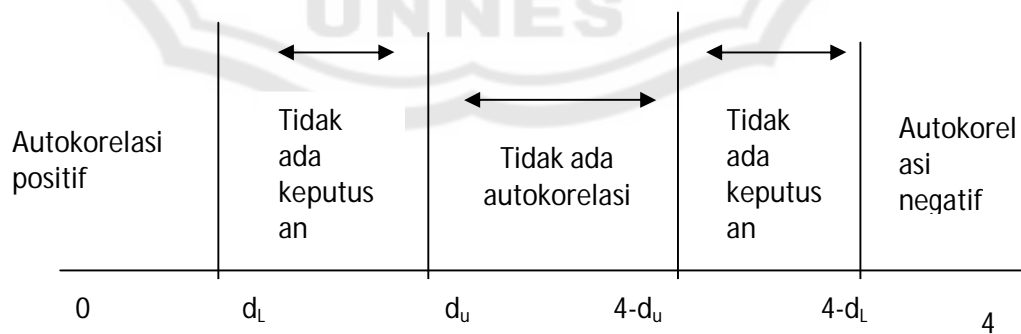 UNNES
Autokorelasi
positif
Tidak
ada
keputus
an
Tidak ada
autokorelasi
Tidak
ada
keputus
an
Autokorel
asi
negatif
0
dL
du
4-du
4-dL
4